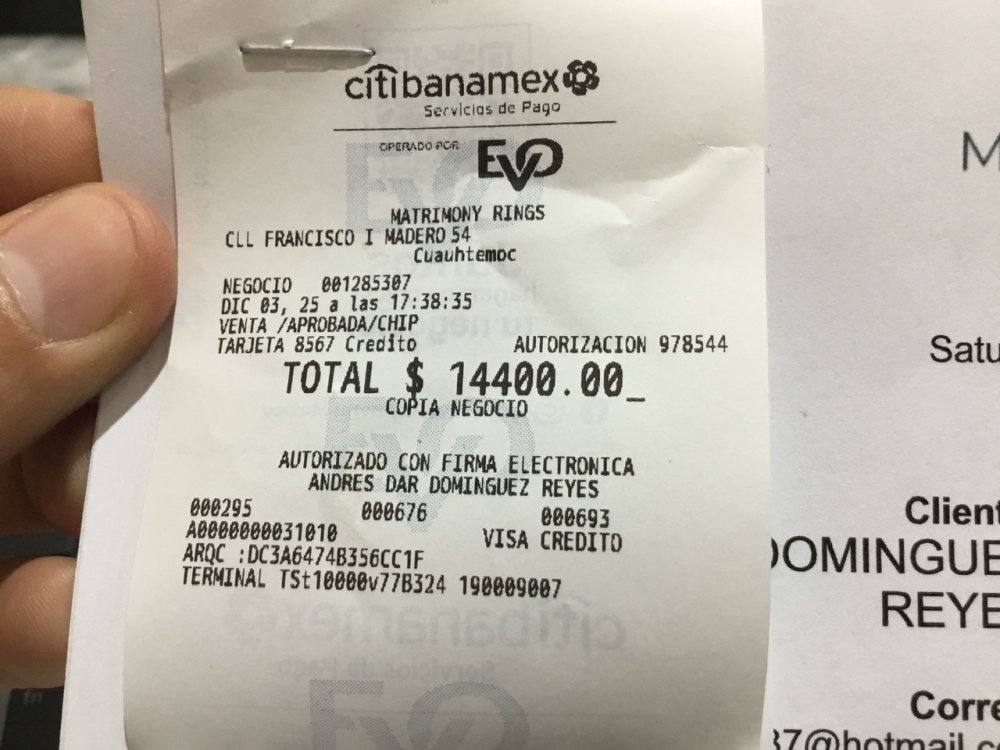 citibanamex
Servicios de Pago
OPERADO POR EVO
MATRIMONY RINGS
CLL FRANCISCO I MADERO 54
Cuauhtemoc
NEGOCIO 001285307
DIC 03, 25 a las 17:38:35
VENTA /APROBADA/CHIP
TARJETA 8567 Credito AUTORIZACION 978544
TOTAL $ 14400.00_
COPIA NEGOCIO
AUTORIZADO CON FIRMA ELECTRONICA
ANDRES DAR DOMINGUEZ REYES
000295 000676 000693
A0000000031010 VISA CREDITO
ARQC :DC3A6474B356CC1F
TERMINAL TSt10000v77B324 190009007
M
Satu
Client
DOMINGUE
REYE
Corre
37@hotmail.c